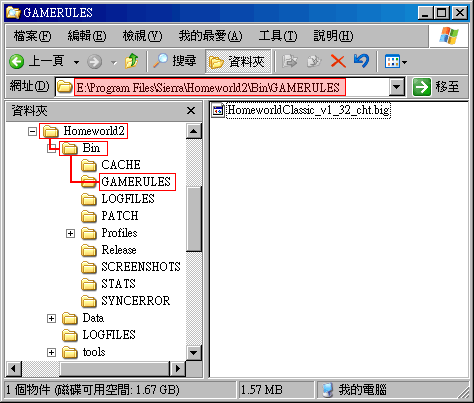 GAMERULES
檔案(F) 編輯(E) 檢視(V) 我的最愛(A) 工具(T) 說明(H)
上一頁 搜尋 資料夾
網址(D) E:\Program Files\Sierra\Homeworld2\Bin\GAMERULES 移至
資料夾
HomeworldClassic_v1_32_cht.big
Homeworld2
Bin
CACHE
GAMERULES
LOGFILES
PATCH
Profiles
Release
SCREENSHOTS
STATS
SYNCERROR
Data
LOGFILES
tools
1 個物件 (磁碟可用空間: 1.67 GB) 1.57 MB 我的電腦